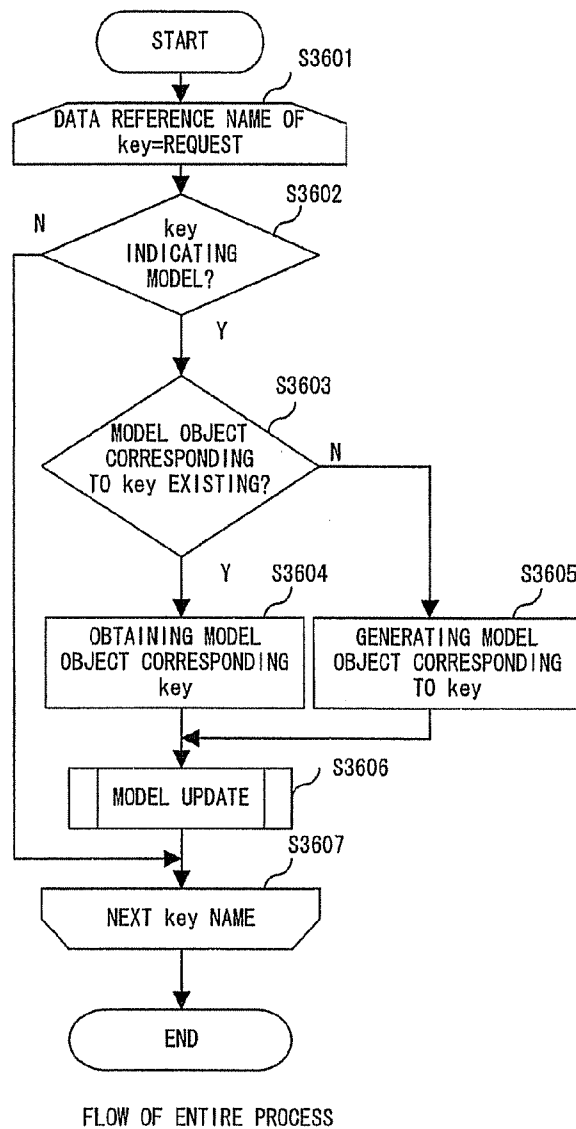 START
S3601
DATA REFERENCE NAME OF
key=REQUEST
S3602
N
key
INDICATING
MODEL?
Y
S3603
MODEL OBJECT
CORRESPONDING
TO key EXISTING?
N
Y
S3604
S3605
OBTAINING MODEL
OBJECT CORRESPONDING
key
GENERATING MODEL
OBJECT CORRESPONDING
TO key
S3606
MODEL UPDATE
S3607
NEXT key NAME
END
FLOW OF ENTIRE PROCESS